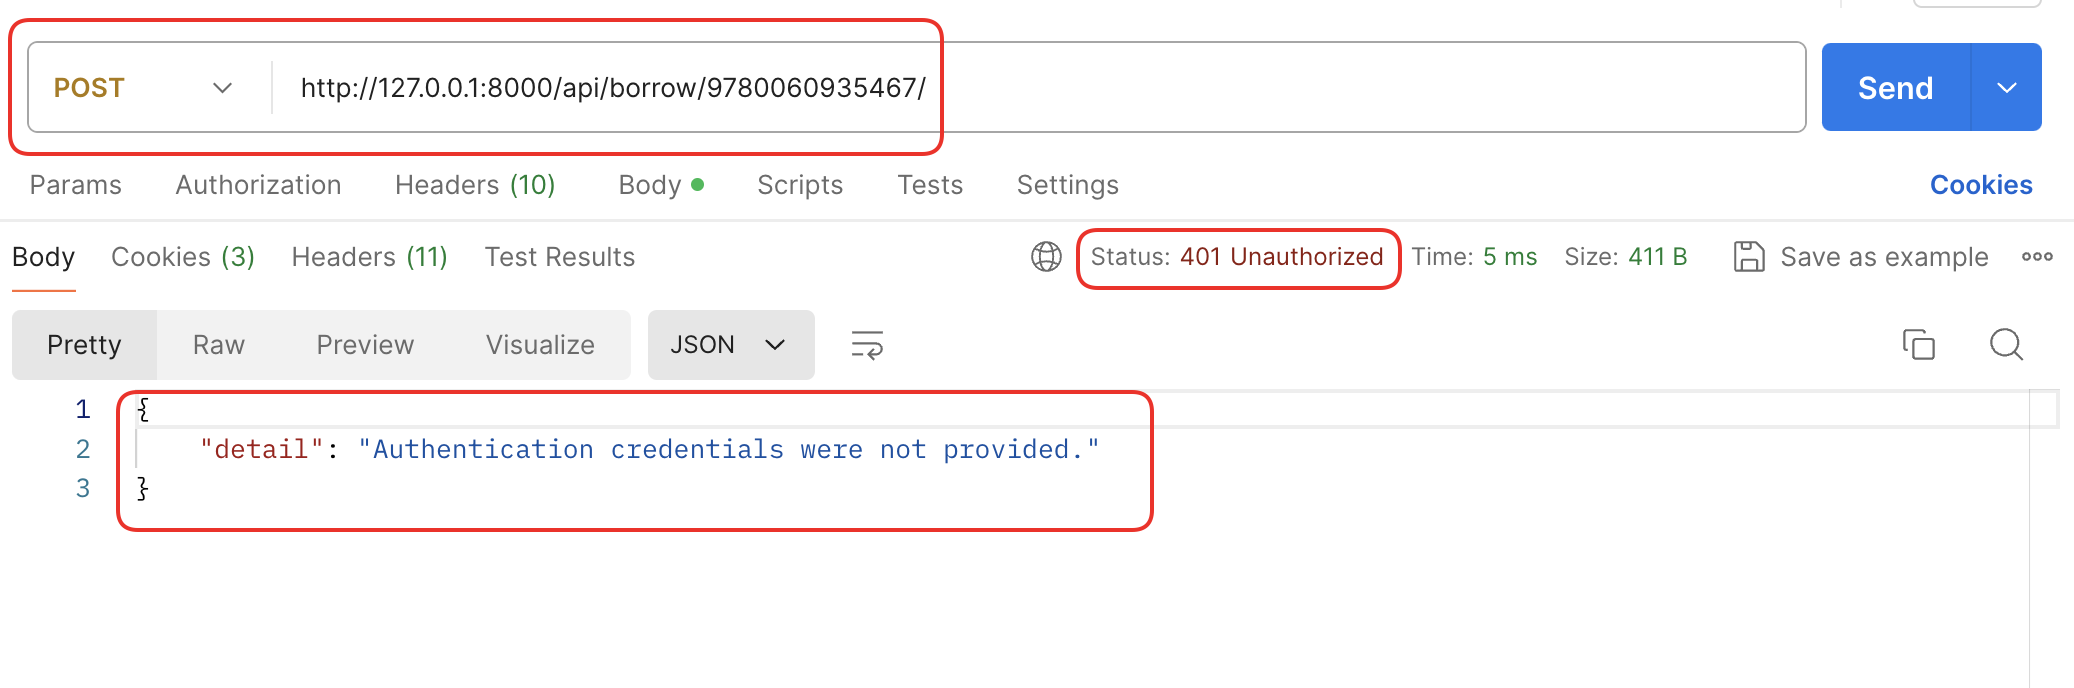 POST http://127.0.0.1:8000/api/borrow/9780060935467/ Send
Params Authorization Headers (10) Body Scripts Tests Settings Cookies
Body Cookies (3) Headers (11) Test Results Status: 401 Unauthorized Time: 5 ms Size: 411 B Save as example
Pretty Raw Preview Visualize JSON
1 {
2 "detail": "Authentication credentials were not provided."
3 }